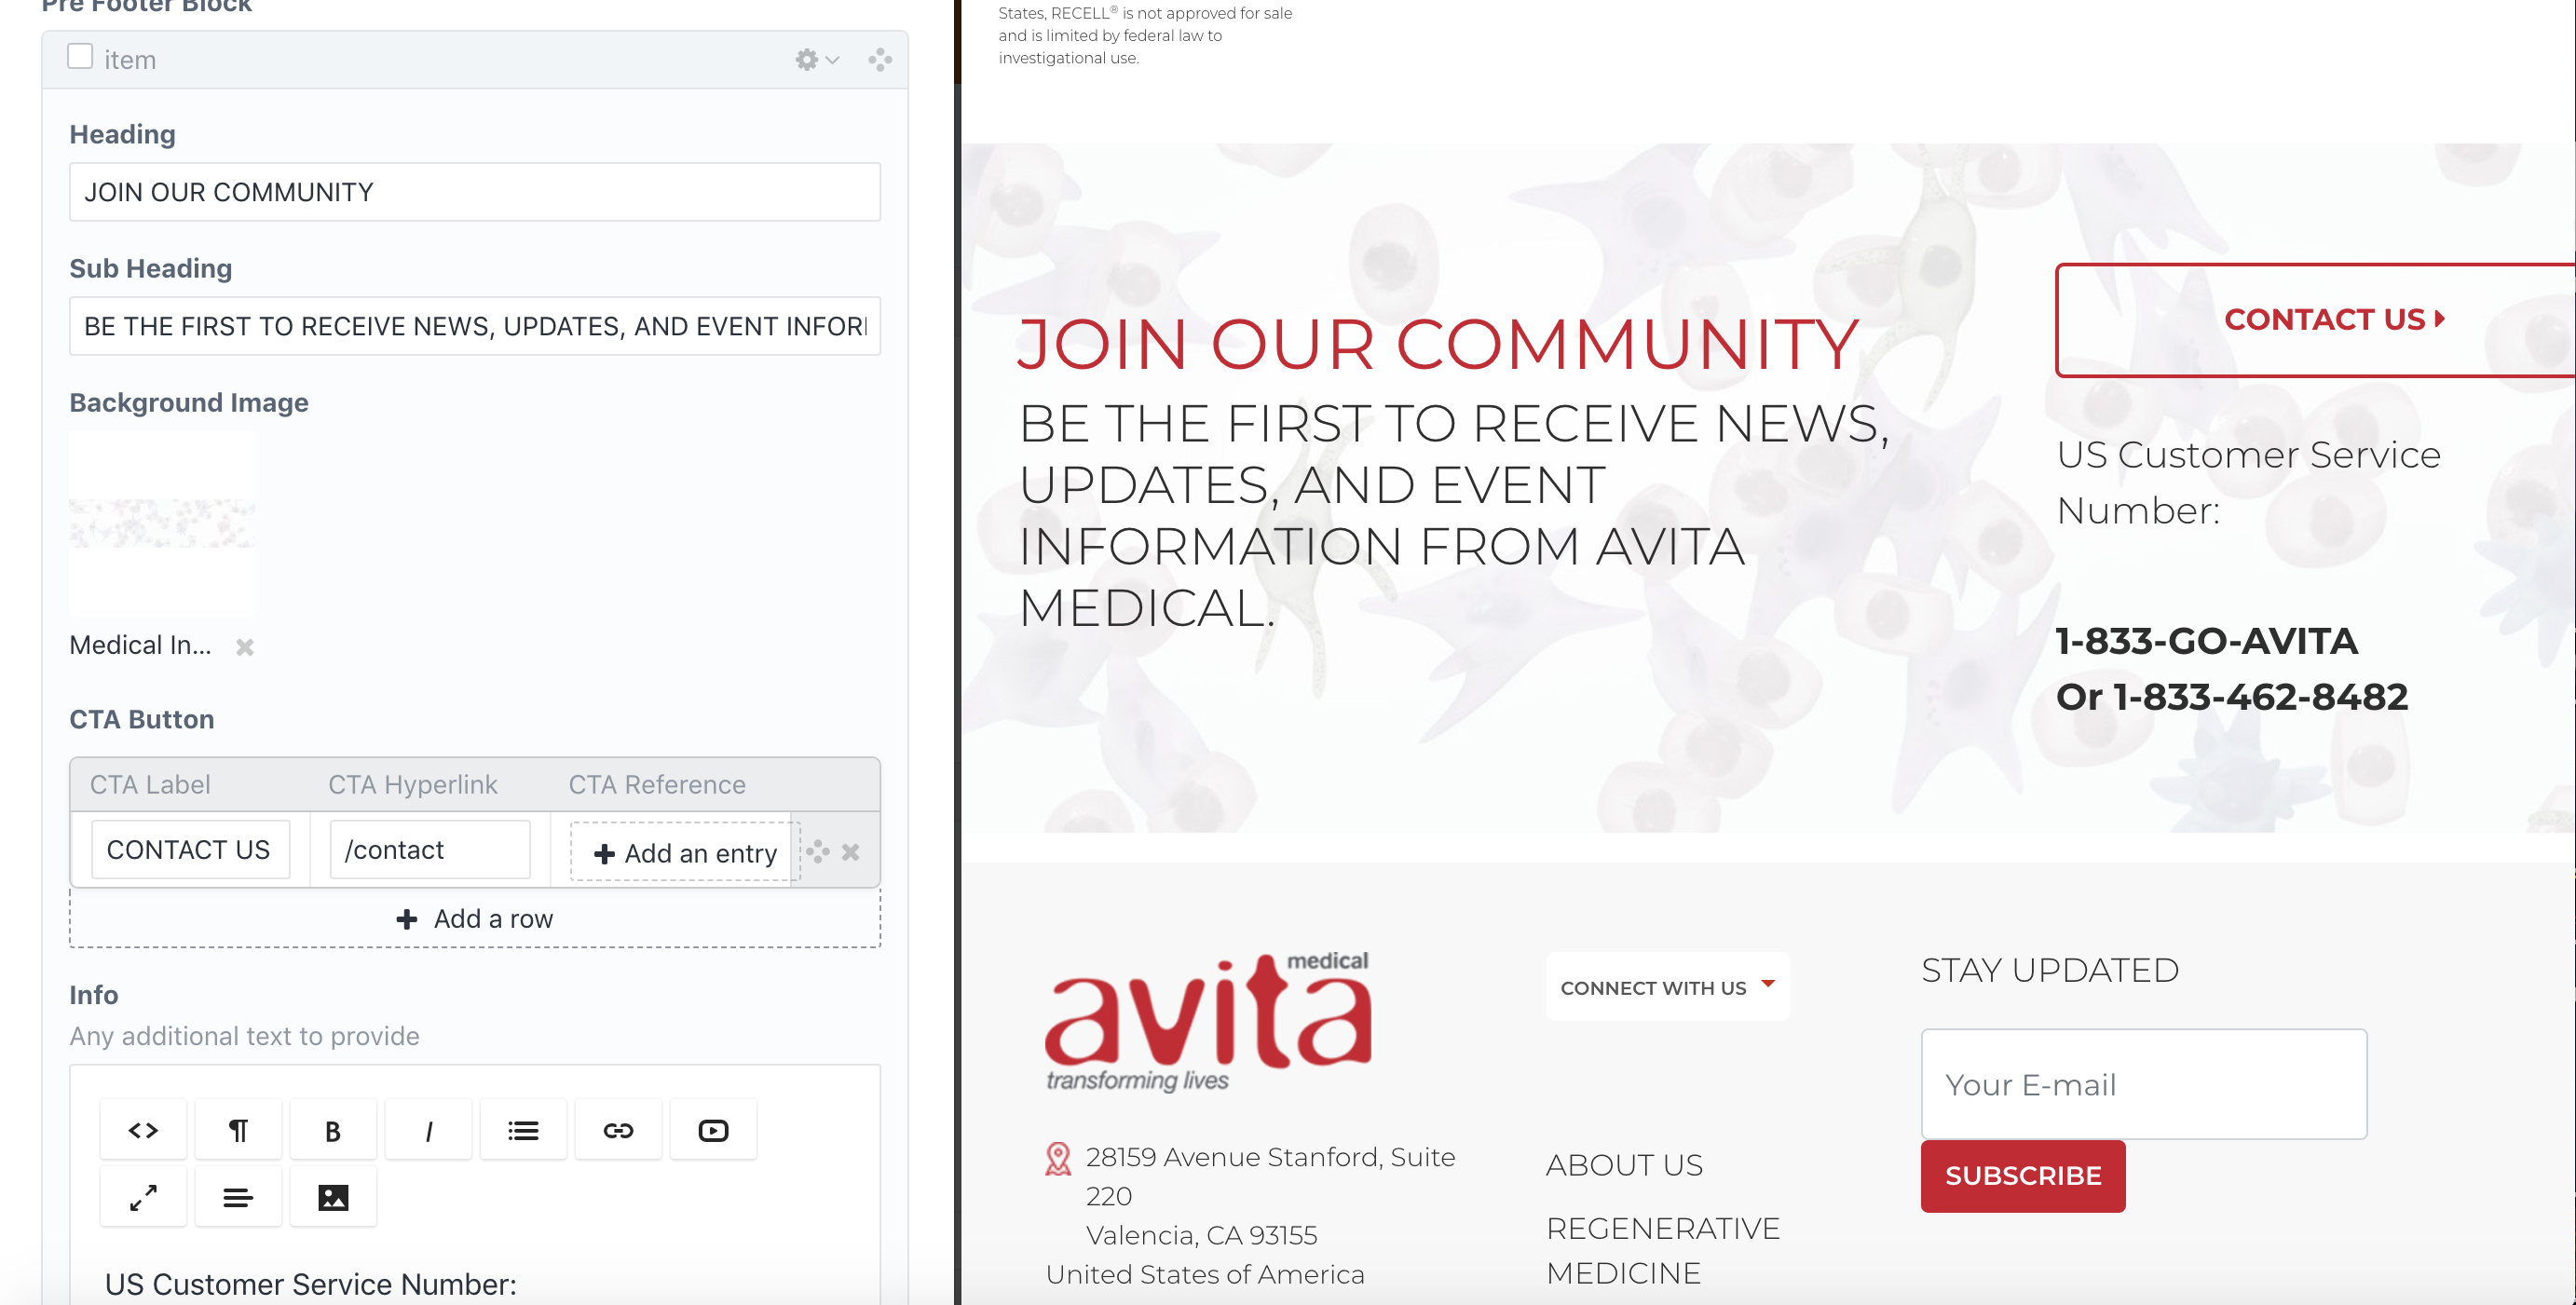 Pre Footer Block
item
Heading
JOIN OUR COMMUNITY
Sub Heading
BE THE FIRST TO RECEIVE NEWS, UPDATES, AND EVENT INFOR
Background Image
Medical In...
CTA Button
CTA Label CTA Hyperlink CTA Reference
CONTACT US /contact + Add an entry
+ Add a row
Info
Any additional text to provide
B I
US Customer Service Number:
States, RECELL® is not approved for sale
and is limited by federal law to
investigational use.
JOIN OUR COMMUNITY
BE THE FIRST TO RECEIVE NEWS,
UPDATES, AND EVENT
INFORMATION FROM AVITA
MEDICAL.
CONTACT US
US Customer Service
Number:
1-833-GO-AVITA
Or 1-833-462-8482
medical
avita
transforming lives
28159 Avenue Stanford, Suite
220
Valencia, CA 93155
United States of America
CONNECT WITH US
ABOUT US
REGENERATIVE
MEDICINE
STAY UPDATED
Your E-mail
SUBSCRIBE